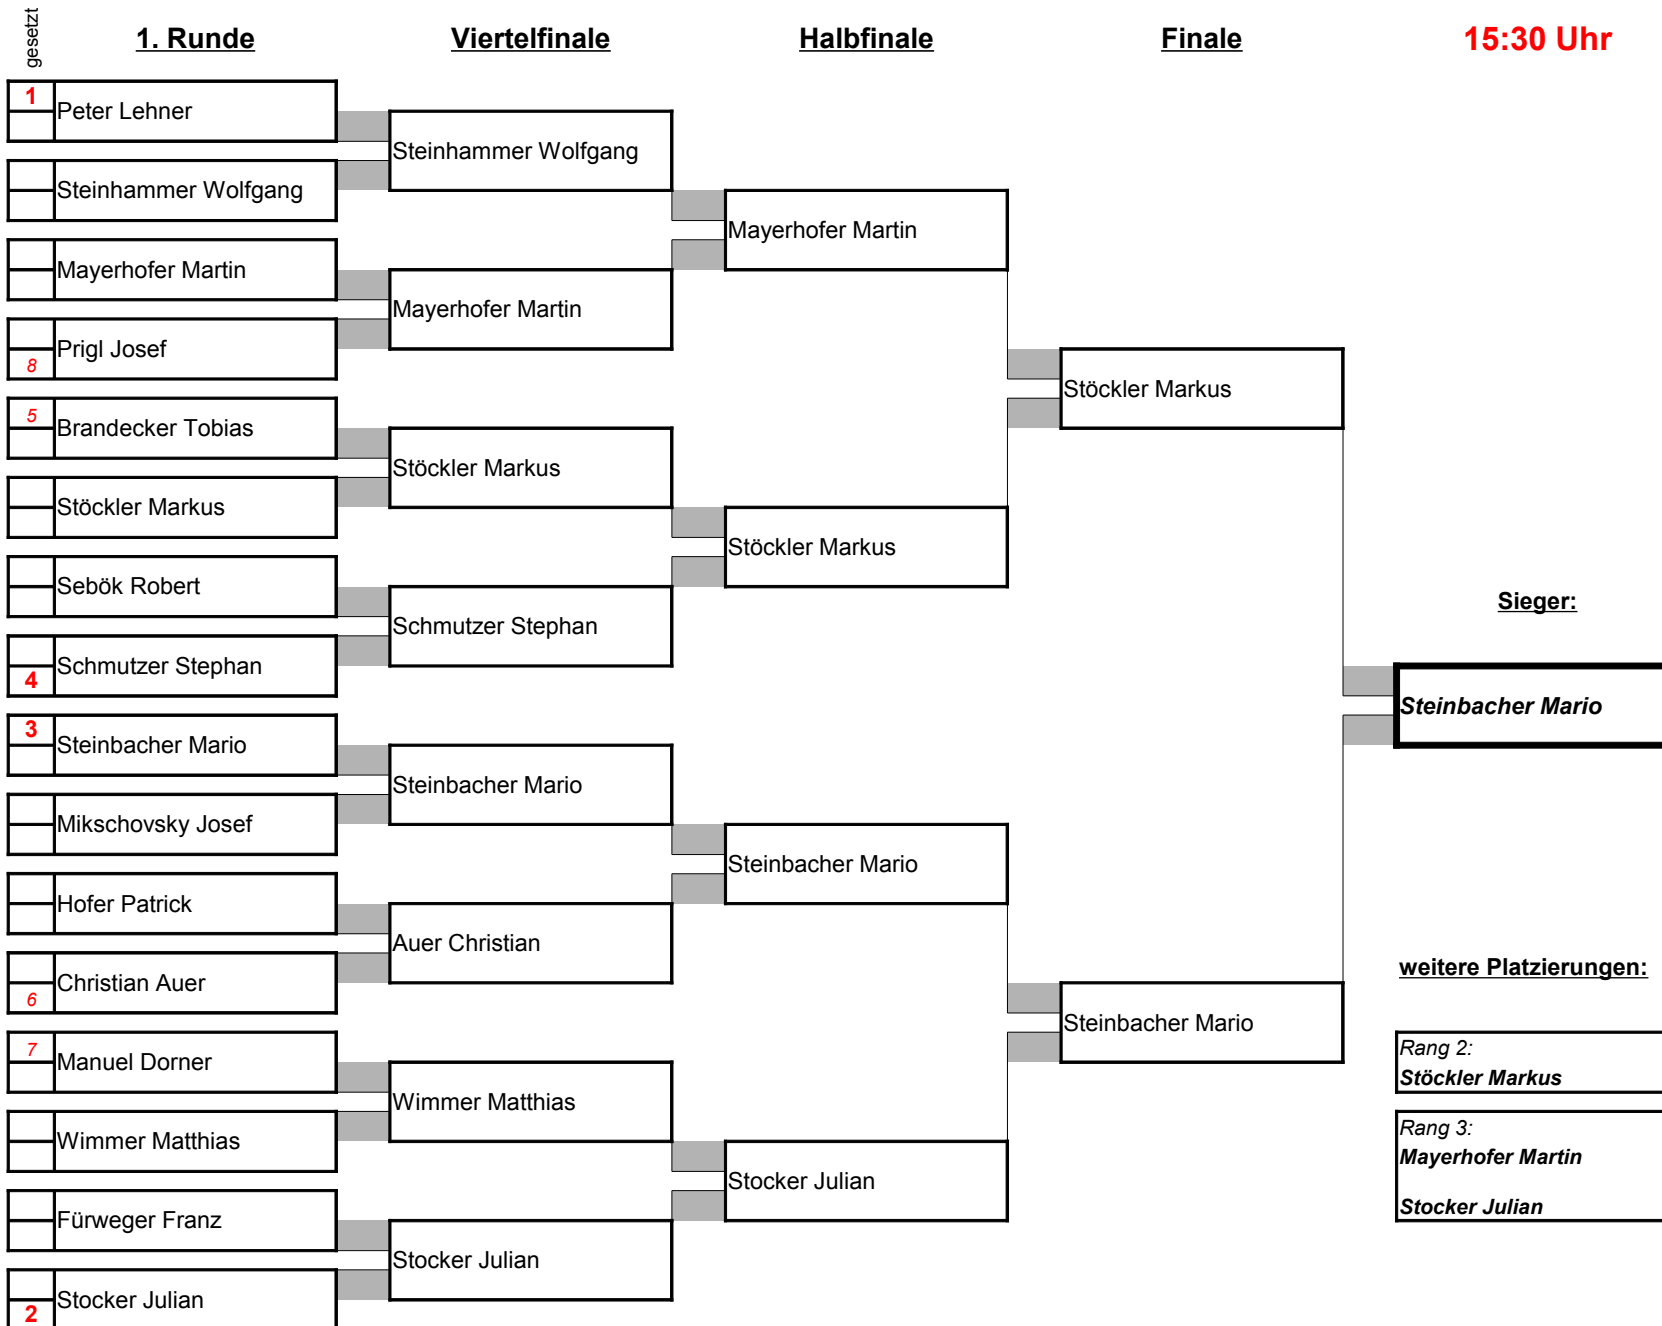 gesetzt
1. Runde
Viertelfinale
Halbfinale
Finale
15:30 Uhr
1
Peter Lehner
Steinhammer Wolfgang
Mayerhofer Martin
Prigl Josef
8
5
Brandecker Tobias
Stöckler Markus
Sebök Robert
Schmutzer Stephan
4
3
Steinbacher Mario
Mikschovsky Josef
Hofer Patrick
Christian Auer
6
7
Manuel Dorner
Wimmer Matthias
Fürweger Franz
Stocker Julian
2
Steinhammer Wolfgang
Mayerhofer Martin
Stöckler Markus
Schmutzer Stephan
Steinbacher Mario
Auer Christian
Wimmer Matthias
Stocker Julian
Mayerhofer Martin
Stöckler Markus
Steinbacher Mario
Stocker Julian
Stöckler Markus
Steinbacher Mario
Sieger:
Steinbacher Mario
weitere Platzierungen:
Rang 2:
Stöckler Markus
Rang 3:
Mayerhofer Martin
Stocker Julian